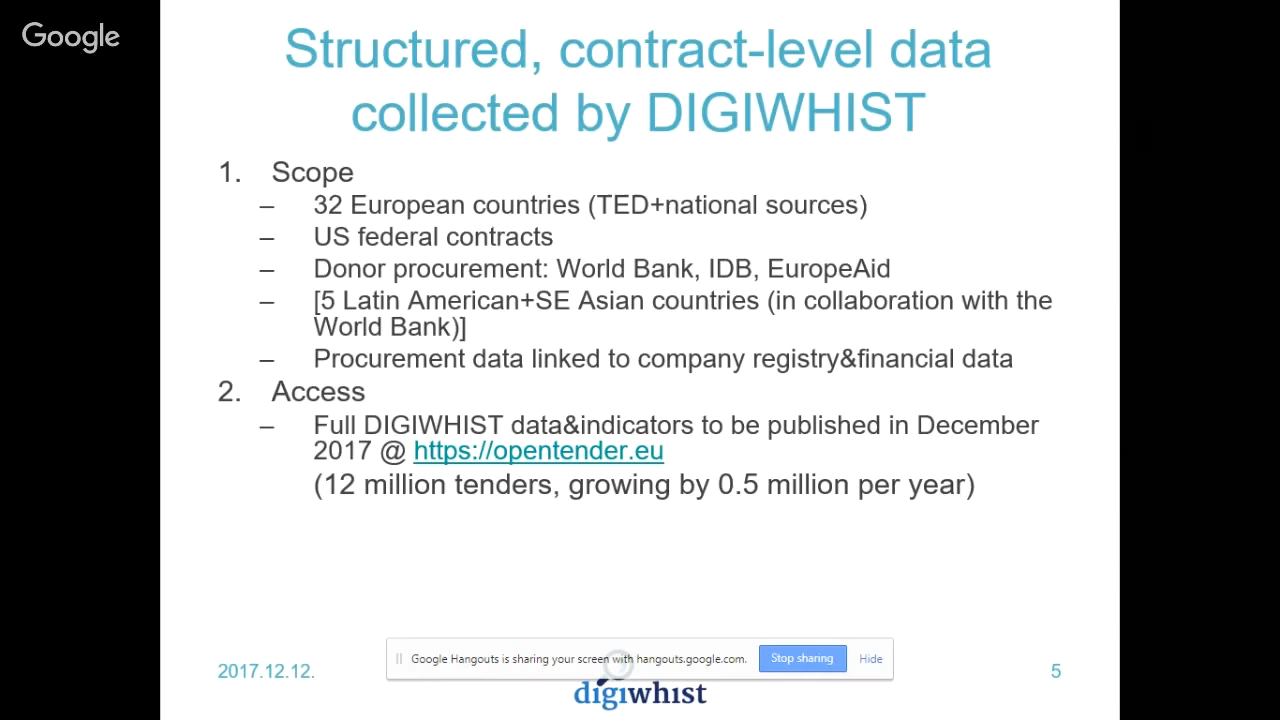 Google
Structured, contract-level data
collected by DIGIWHIST
1. Scope
– 32 European countries (TED+national sources)
– US federal contracts
– Donor procurement: World Bank, IDB, EuropeAid
– [5 Latin American+SE Asian countries (in collaboration with the
World Bank)]
– Procurement data linked to company registry&financial data
2. Access
– Full DIGIWHIST data&indicators to be published in December
2017 @ https://opentender.eu
(12 million tenders, growing by 0.5 million per year)
Google Hangouts is sharing your screen with hangouts.google.com. Stop sharing Hide
2017.12.12. 5
digiwhist